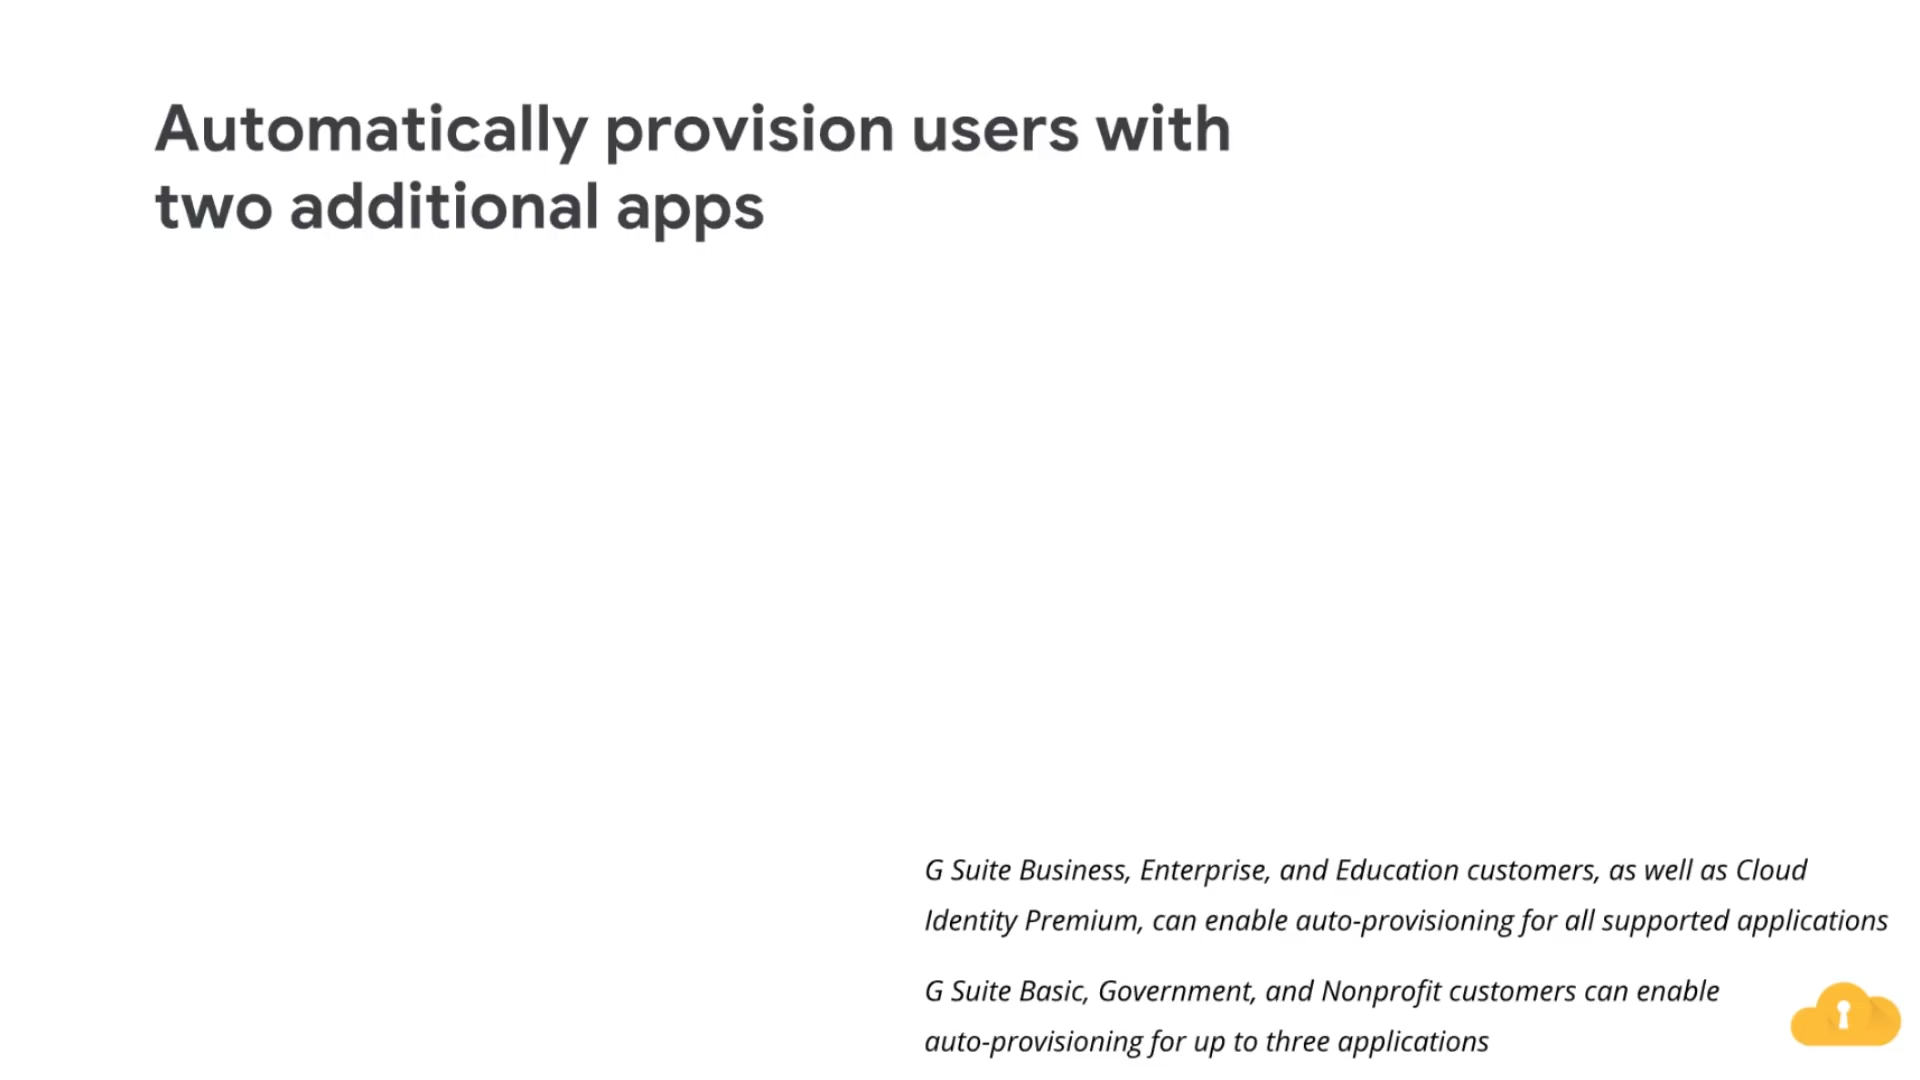 Automatically provision users with
two additional apps
G Suite Business, Enterprise, and Education customers, as well as Cloud
Identity Premium, can enable auto-provisioning for all supported applications
G Suite Basic, Government, and Nonprofit customers can enable
auto-provisioning for up to three applications